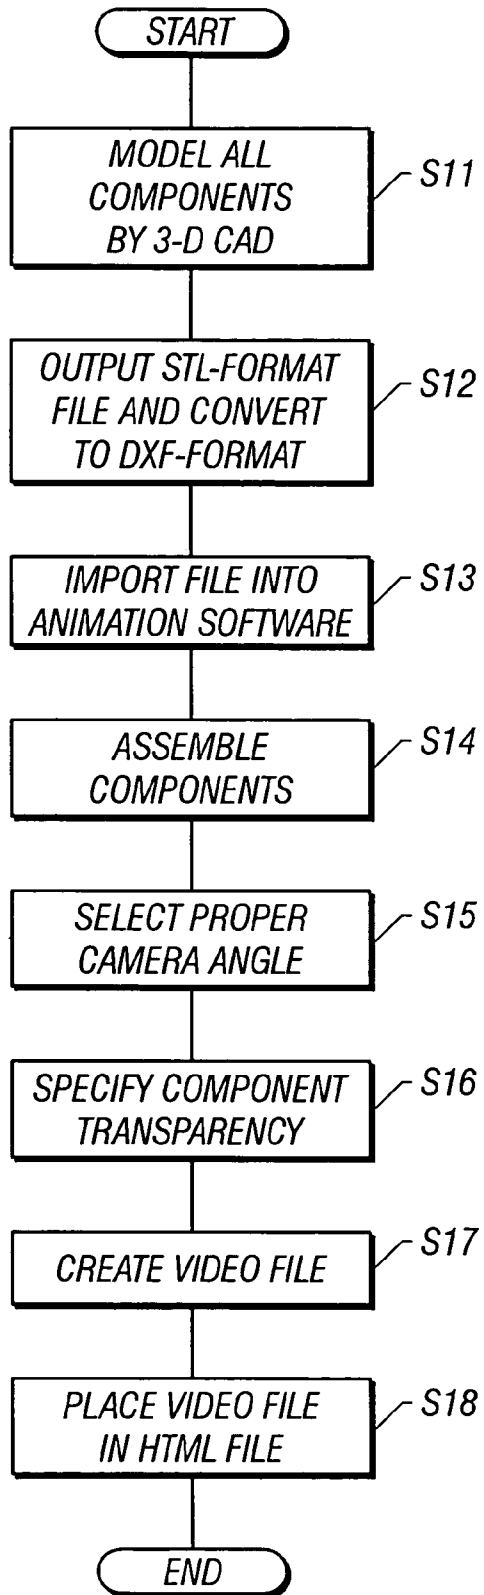 START
MODEL ALL
COMPONENTS
BY 3-D CAD
S11
OUTPUT STL-FORMAT
FILE AND CONVERT
TO DXF-FORMAT
S12
IMPORT FILE INTO
ANIMATION SOFTWARE
S13
ASSEMBLE
COMPONENTS
S14
SELECT PROPER
CAMERA ANGLE
S15
SPECIFY COMPONENT
TRANSPARENCY
S16
CREATE VIDEO FILE
S17
PLACE VIDEO FILE
IN HTML FILE
S18
END